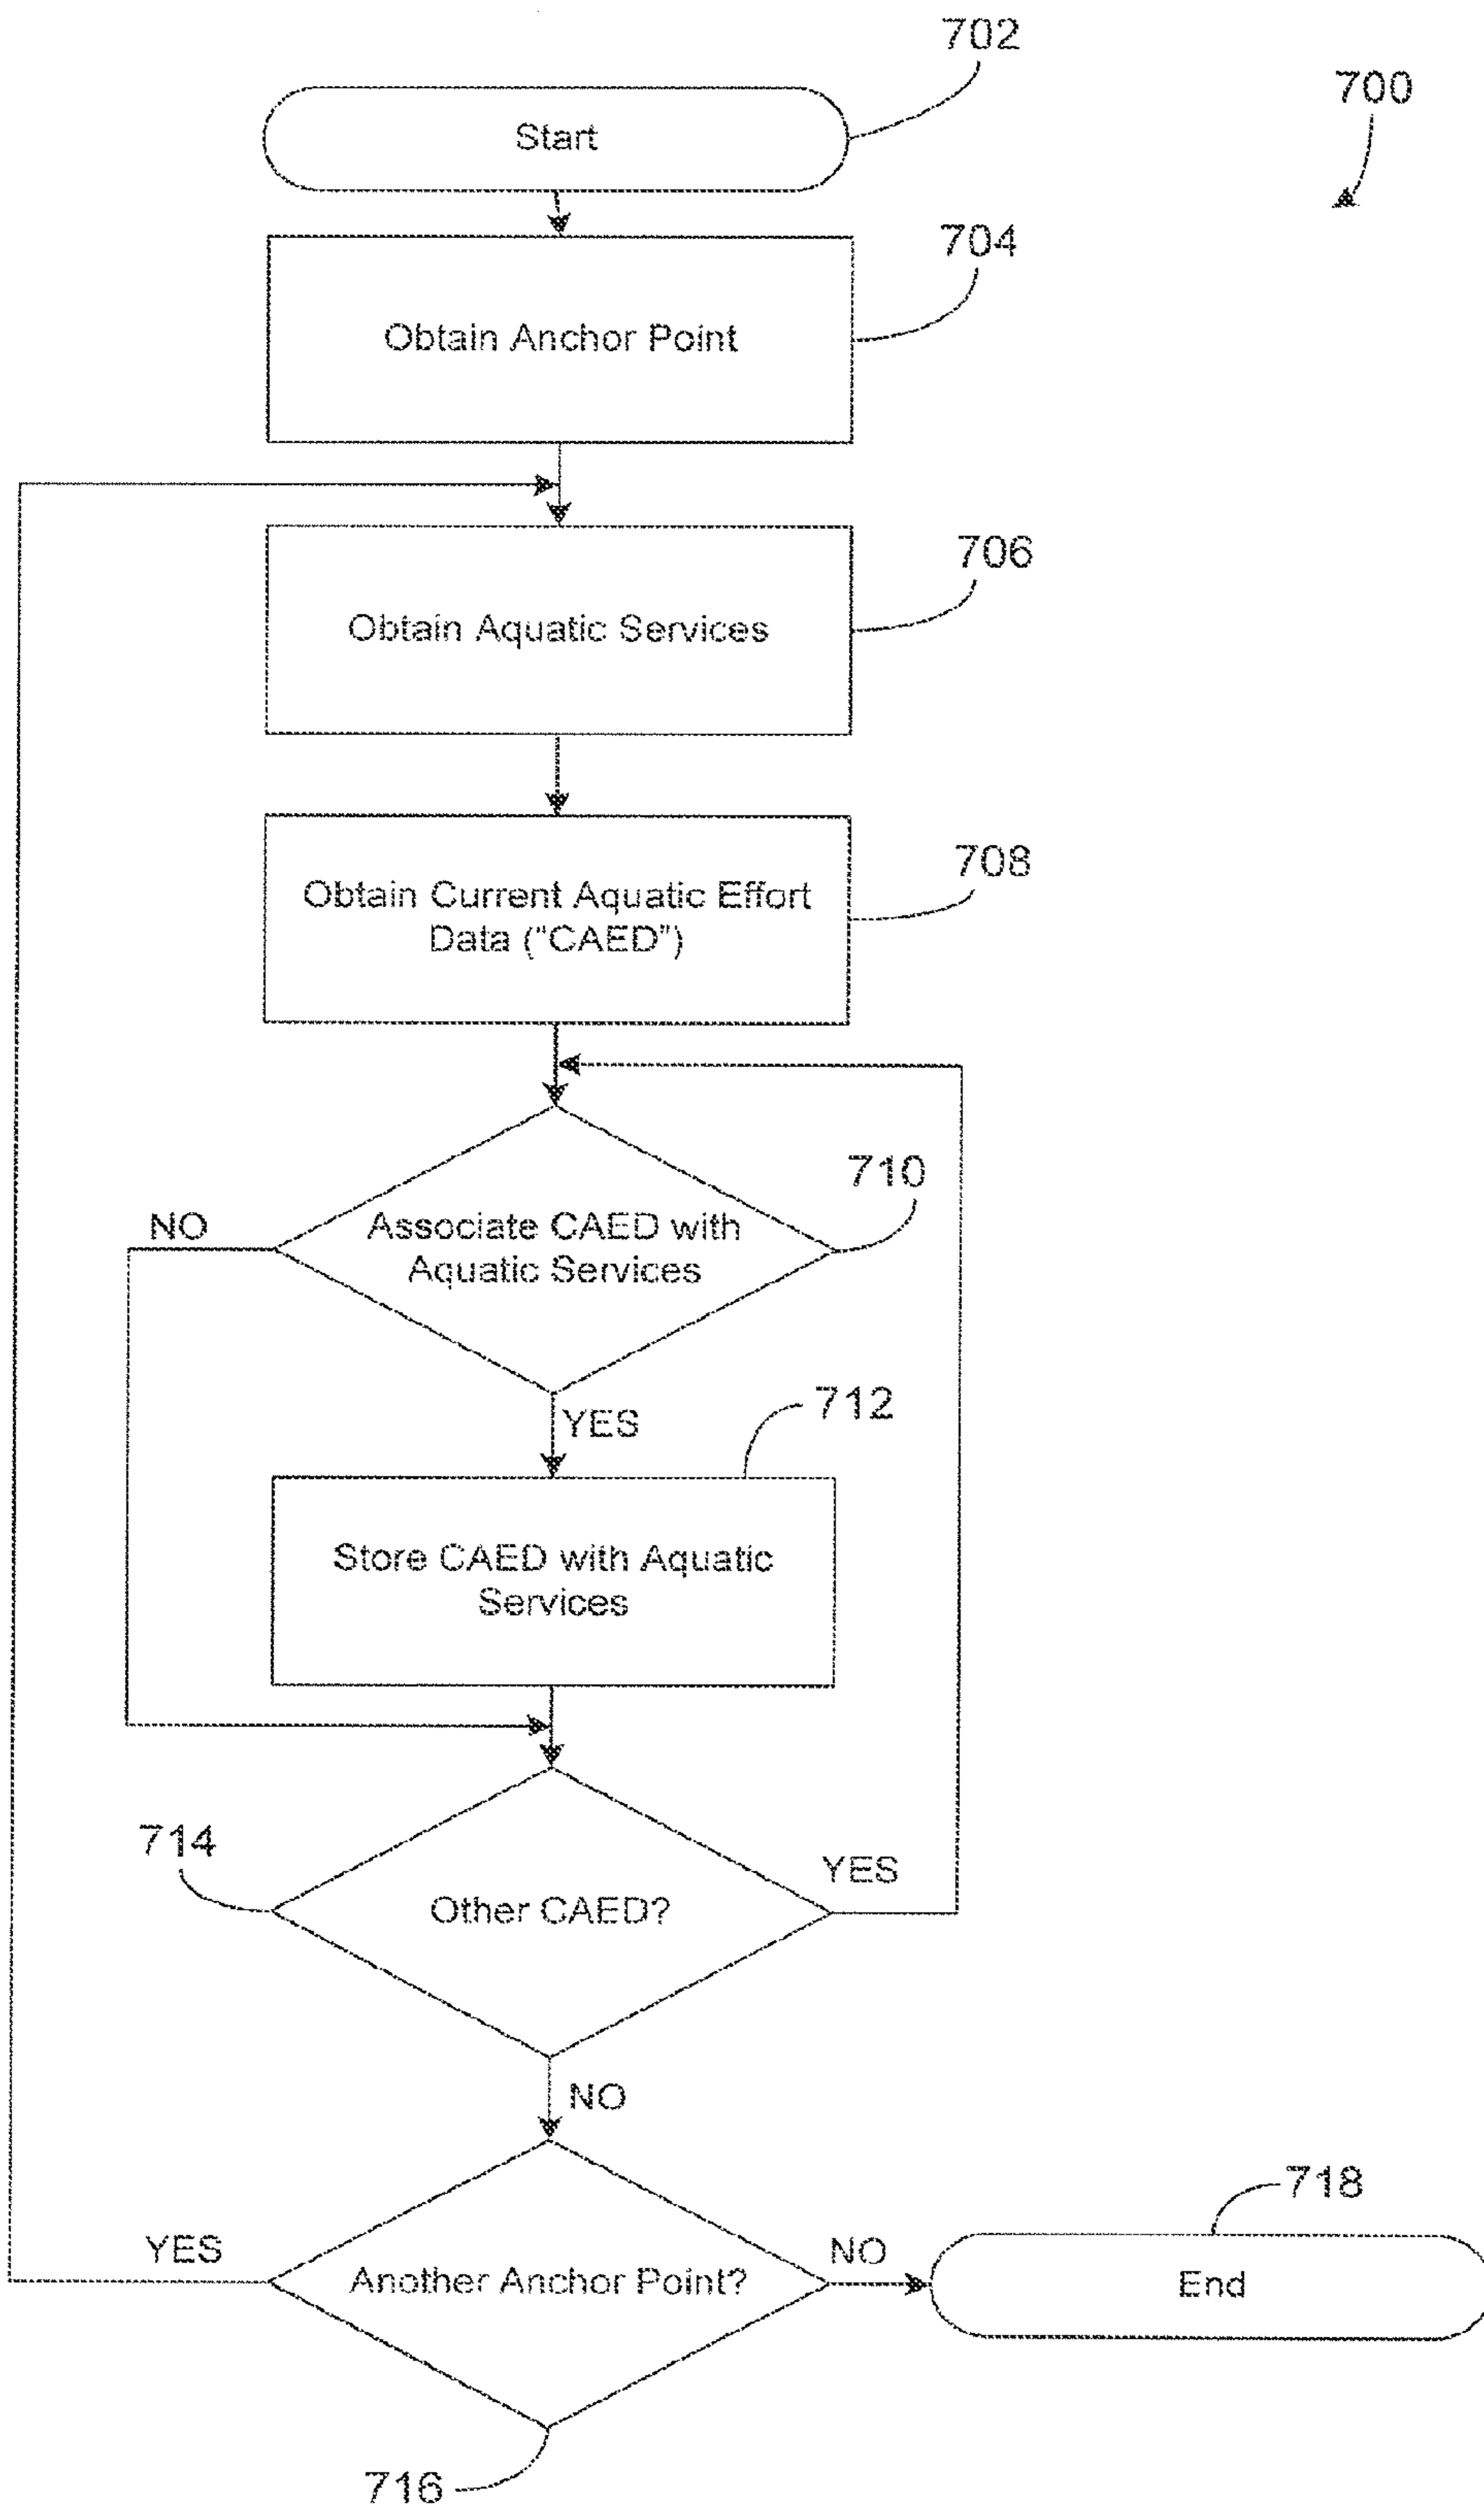 702
700
Start
704
Obtain Anchor Point
706
Obtain Aquatic Services
708
Obtain Current Aquatic Effort
Data ("CAED")
710
NO
Associate CAED with
Aquatic Services
712
YES
Store CAED with Aquatic
Services
714
YES
Other CAED?
NO
718
YES
NO
Another Anchor Point?
End
716